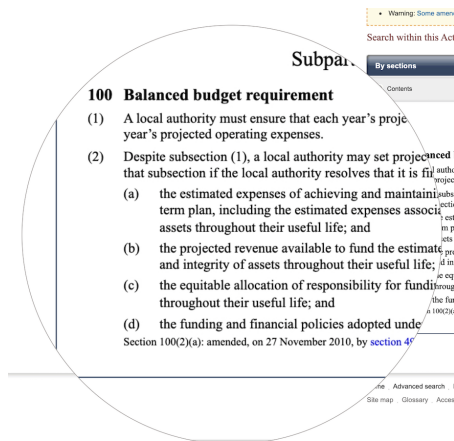 Warning: Some amen
Search within this Act
By sections
Contents
Subpar
100 Balanced budget requirement
(1) A local authority must ensure that each year's proje
year's projected operating expenses.
(2) Despite subsection (1), a local authority may set projec
that subsection if the local authority resolves that it is fi
(a) the estimated expenses of achieving and maintaini
term plan, including the estimated expenses associa
assets throughout their useful life; and
(b) the projected revenue available to fund the estimate
and integrity of assets throughout their useful life;
(c) the equitable allocation of responsibility for fundi
throughout their useful life; and
(d) the funding and financial policies adopted unde
Section 100(2)(a): amended, on 27 November 2010, by section 49
Advanced search
Site map Glossary Acces